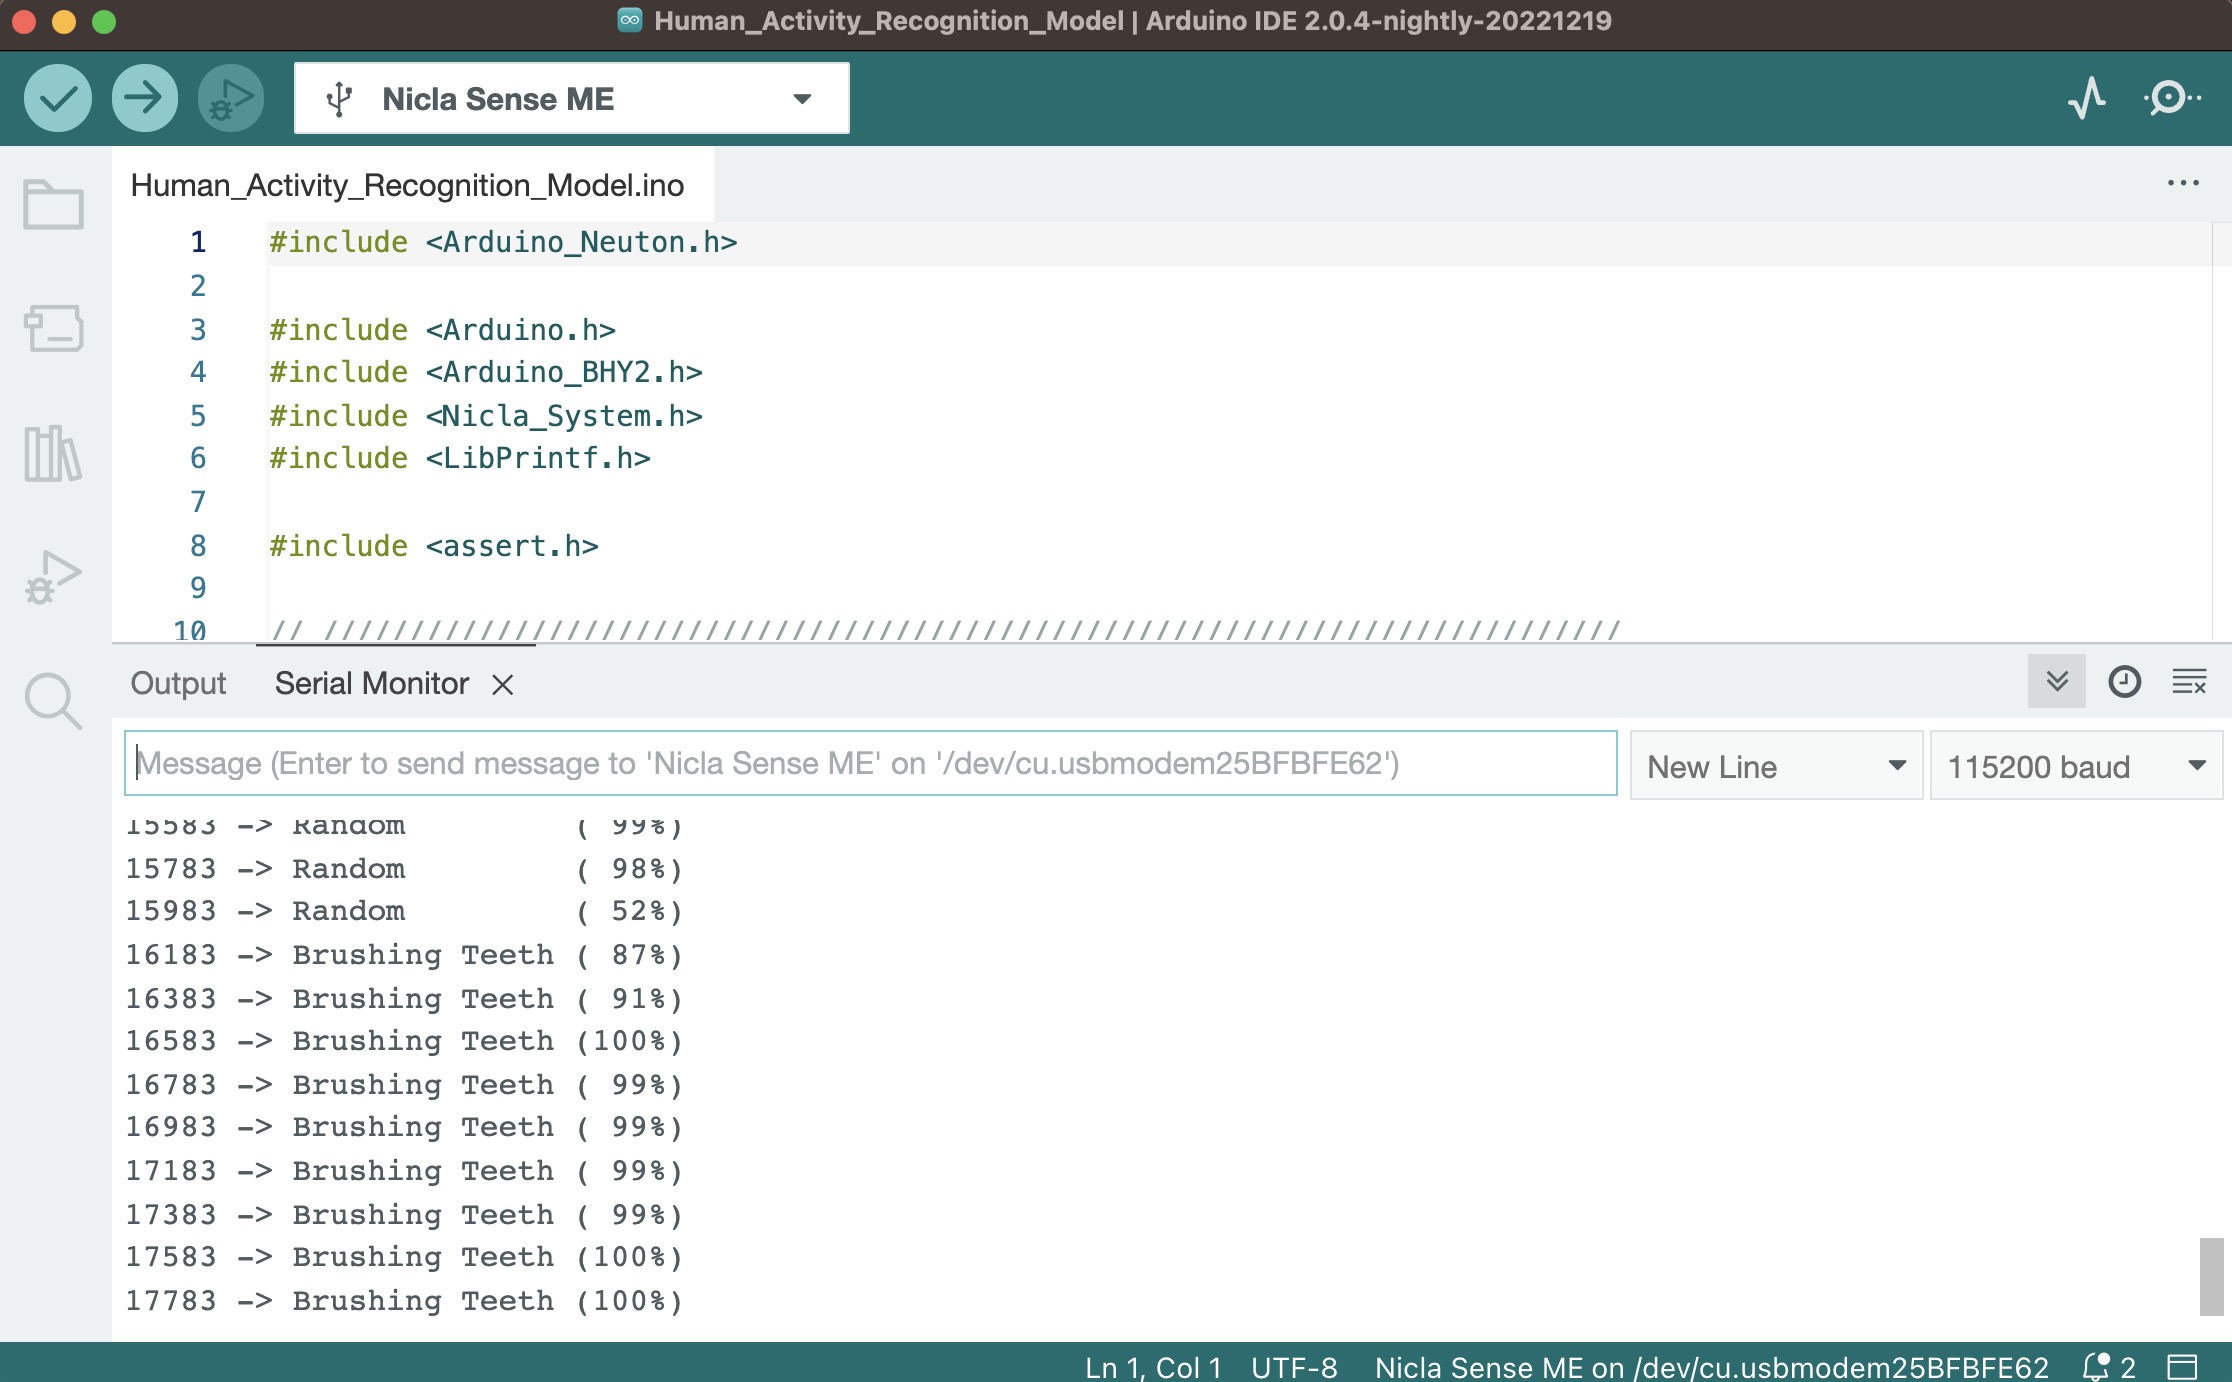 Human_Activity_Recognition_Model | Arduino IDE 2.0.4-nightly-20221219
Nicla Sense ME
Human_Activity_Recognition_Model.ino
1 #include <Arduino_Neuton.h>
2
3 #include <Arduino.h>
4 #include <Arduino_BHY2.h>
5 #include <Nicla_System.h>
6 #include <LibPrintf.h>
7
8 #include <assert.h>
9
10 // ///////////////////////////////////////////////////////////////////////////
Output Serial Monitor
Message (Enter to send message to 'Nicla Sense ME' on '/dev/cu.usbmodem25BFBFE62') New Line 115200 baud
15583 -> Random ( 99%)
15783 -> Random ( 98%)
15983 -> Random ( 52%)
16183 -> Brushing Teeth ( 87%)
16383 -> Brushing Teeth ( 91%)
16583 -> Brushing Teeth (100%)
16783 -> Brushing Teeth ( 99%)
16983 -> Brushing Teeth ( 99%)
17183 -> Brushing Teeth ( 99%)
17383 -> Brushing Teeth ( 99%)
17583 -> Brushing Teeth (100%)
17783 -> Brushing Teeth (100%)
Ln 1, Col 1 UTF-8 Nicla Sense ME on /dev/cu.usbmodem25BFBFE62 2